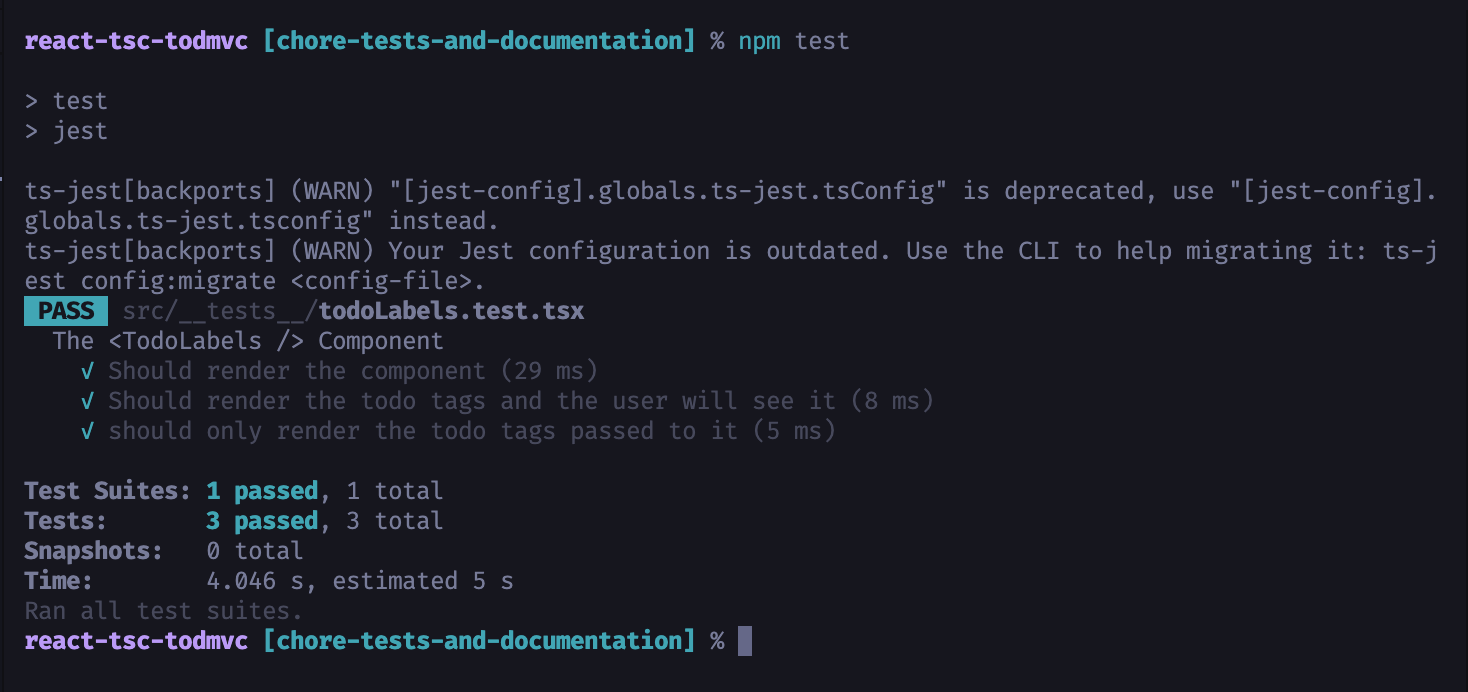 react-tsc-todmvc [chore-tests-and-documentation] % npm test
> test
> jest
ts-jest[backports] (WARN) "[jest-config].globals.ts-jest.tsConfig" is deprecated, use "[jest-config].
globals.ts-jest.tsconfig" instead.
ts-jest[backports] (WARN) Your Jest configuration is outdated. Use the CLI to help migrating it: ts-j
est config:migrate <config-file>.
PASS src/__tests__/todoLabels.test.tsx
The <TodoLabels /> Component
√ Should render the component (29 ms)
√ Should render the todo tags and the user will see it (8 ms)
√ should only render the todo tags passed to it (5 ms)
Test Suites: 1 passed, 1 total
Tests: 3 passed, 3 total
Snapshots: 0 total
Time: 4.046 s, estimated 5 s
Ran all test suites.
react-tsc-todmvc [chore-tests-and-documentation] %